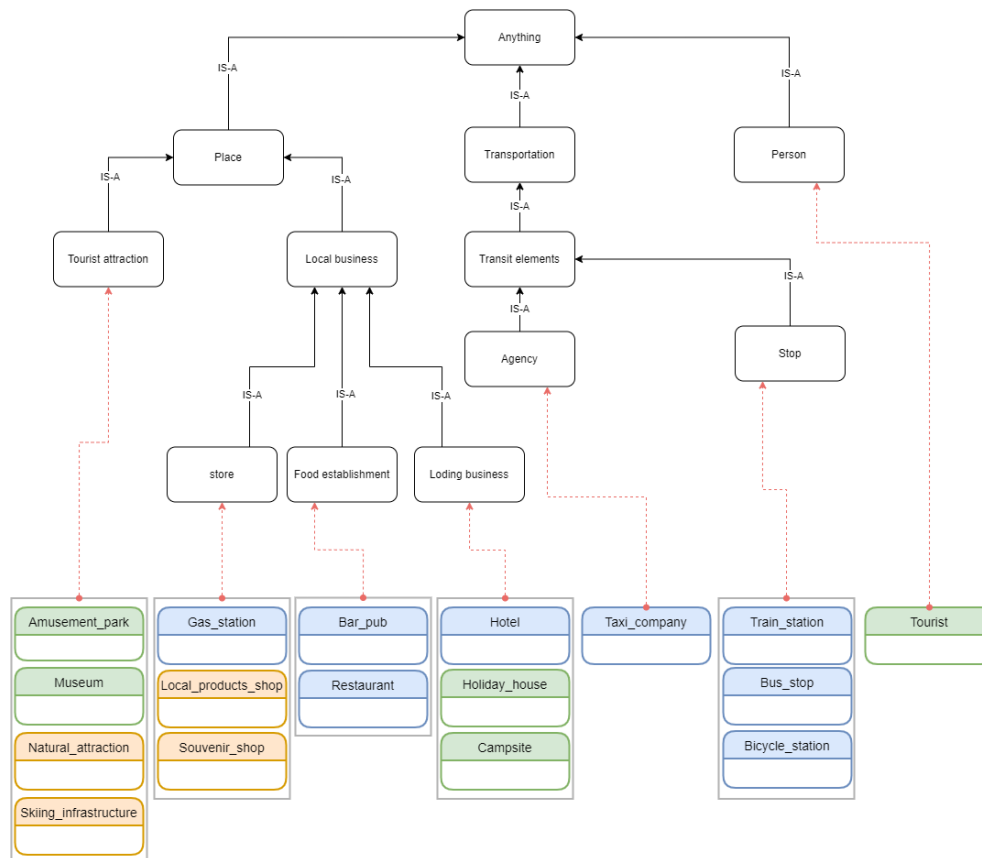 Anything
IS-A
IS-A
IS-A
Place
Transportation
Person
IS-A
IS-A
IS-A
Tourist attraction
Local business
Transit elements
IS-A
IS-A
Agency
Stop
IS-A
IS-A
IS-A
store
Food establishment
Loding business
Amusement_park
Gas_station
Bar_pub
Hotel
Taxi_company
Train_station
Tourist
Museum
Local_products_shop
Restaurant
Holiday_house
Bus_stop
Natural_attraction
Souvenir_shop
Campsite
Bicycle_station
Skiing_infrastructure